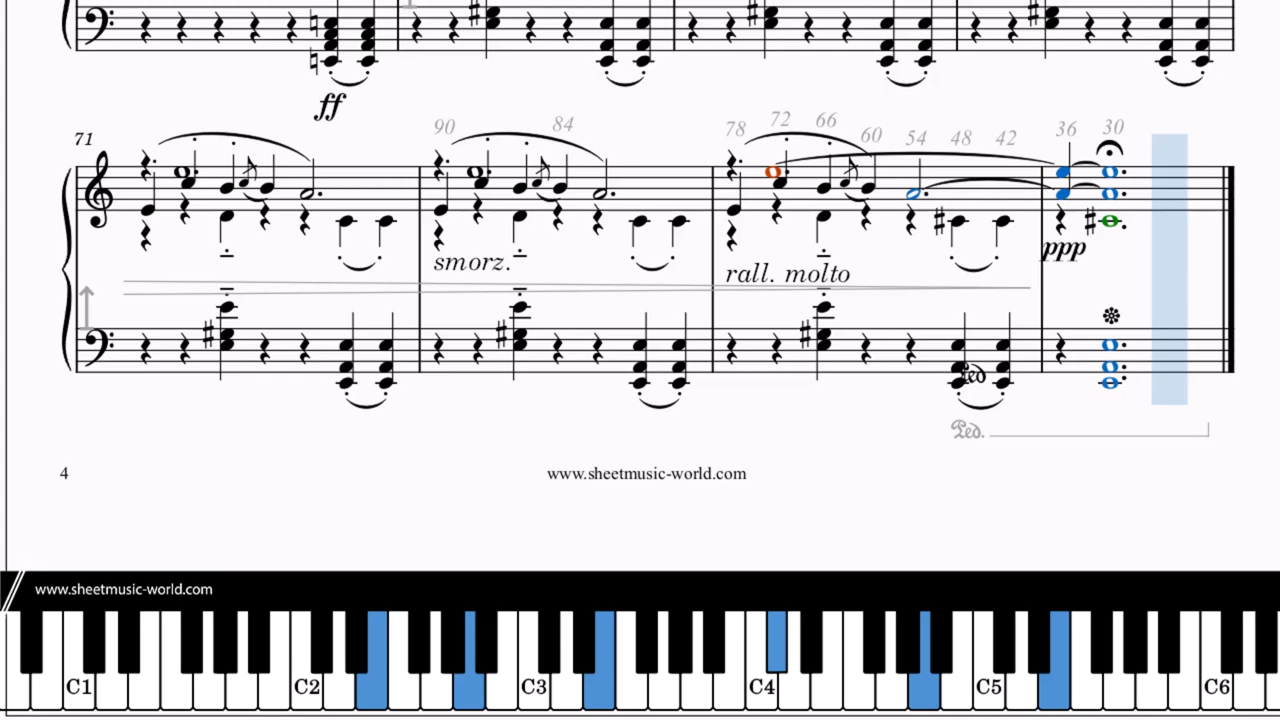 ff
71
90
84
78 72 66 60 54 48 42 36 30
smorz.
rall. molto
ppp
Ped.
4
www.sheetmusic-world.com
www.sheetmusic-world.com
C1 C2 C3 C4 C5 C6